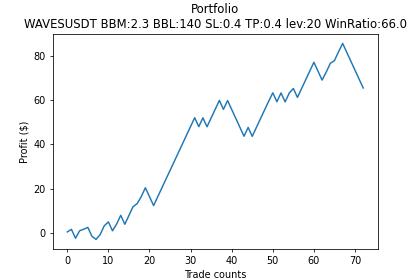 Portfolio
WAVESUSDT BBM:2.3 BBL:140 SL:0.4 TP:0.4 lev:20 WinRatio:66.0
Profit ($)
80
60
40
20
0
0 10 20 30 40 50 60 70
Trade counts